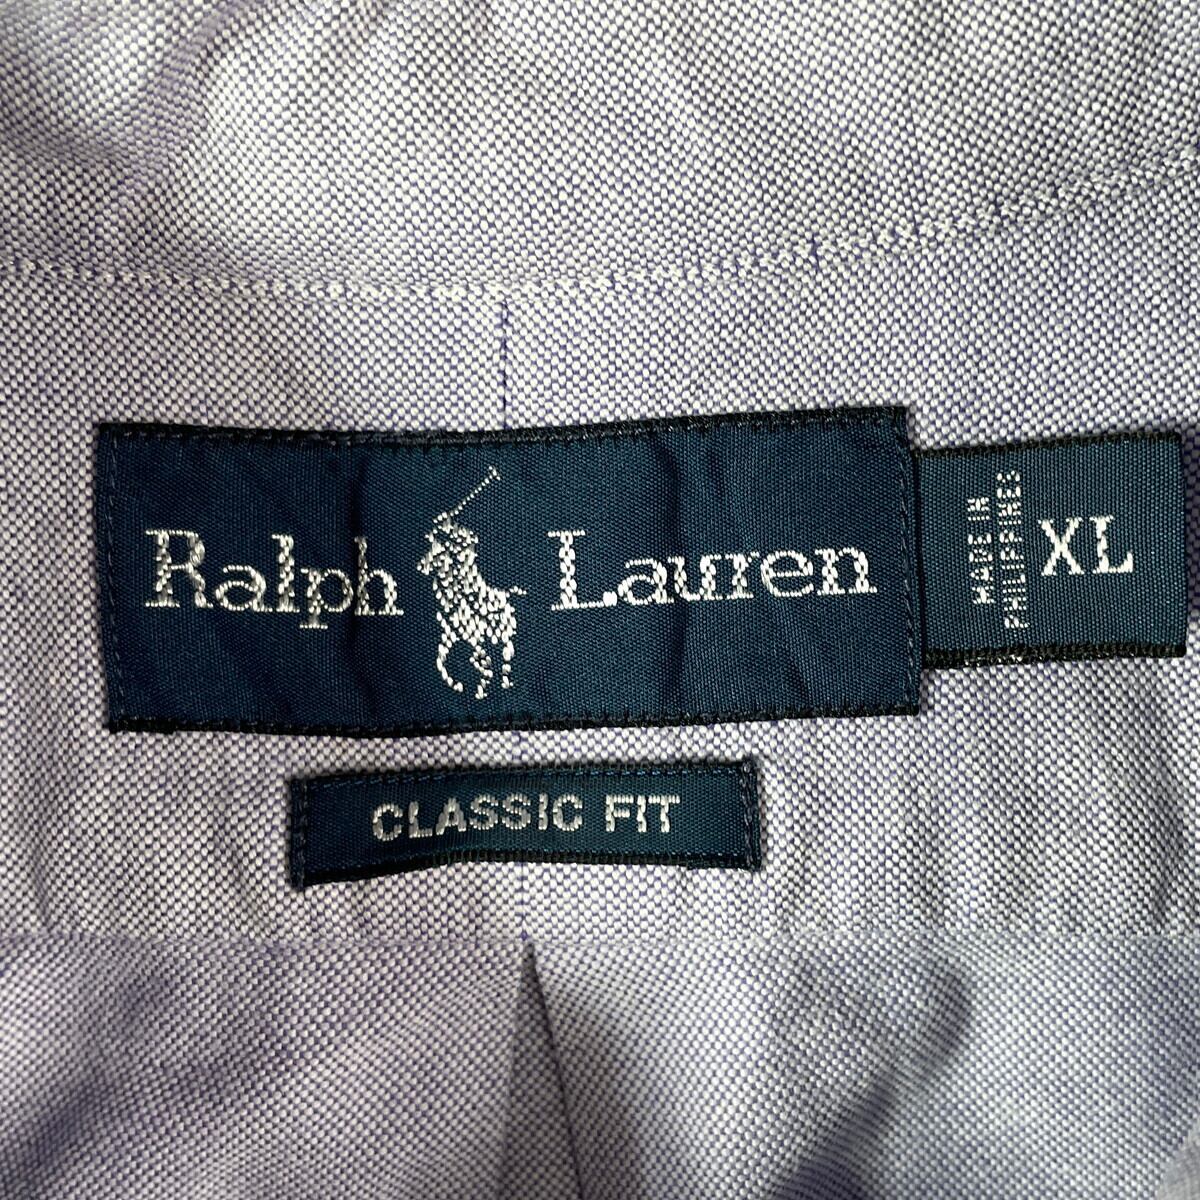 Ralph Lauren
MADE IN
PHILIPPINES
XL
CLASSIC FIT